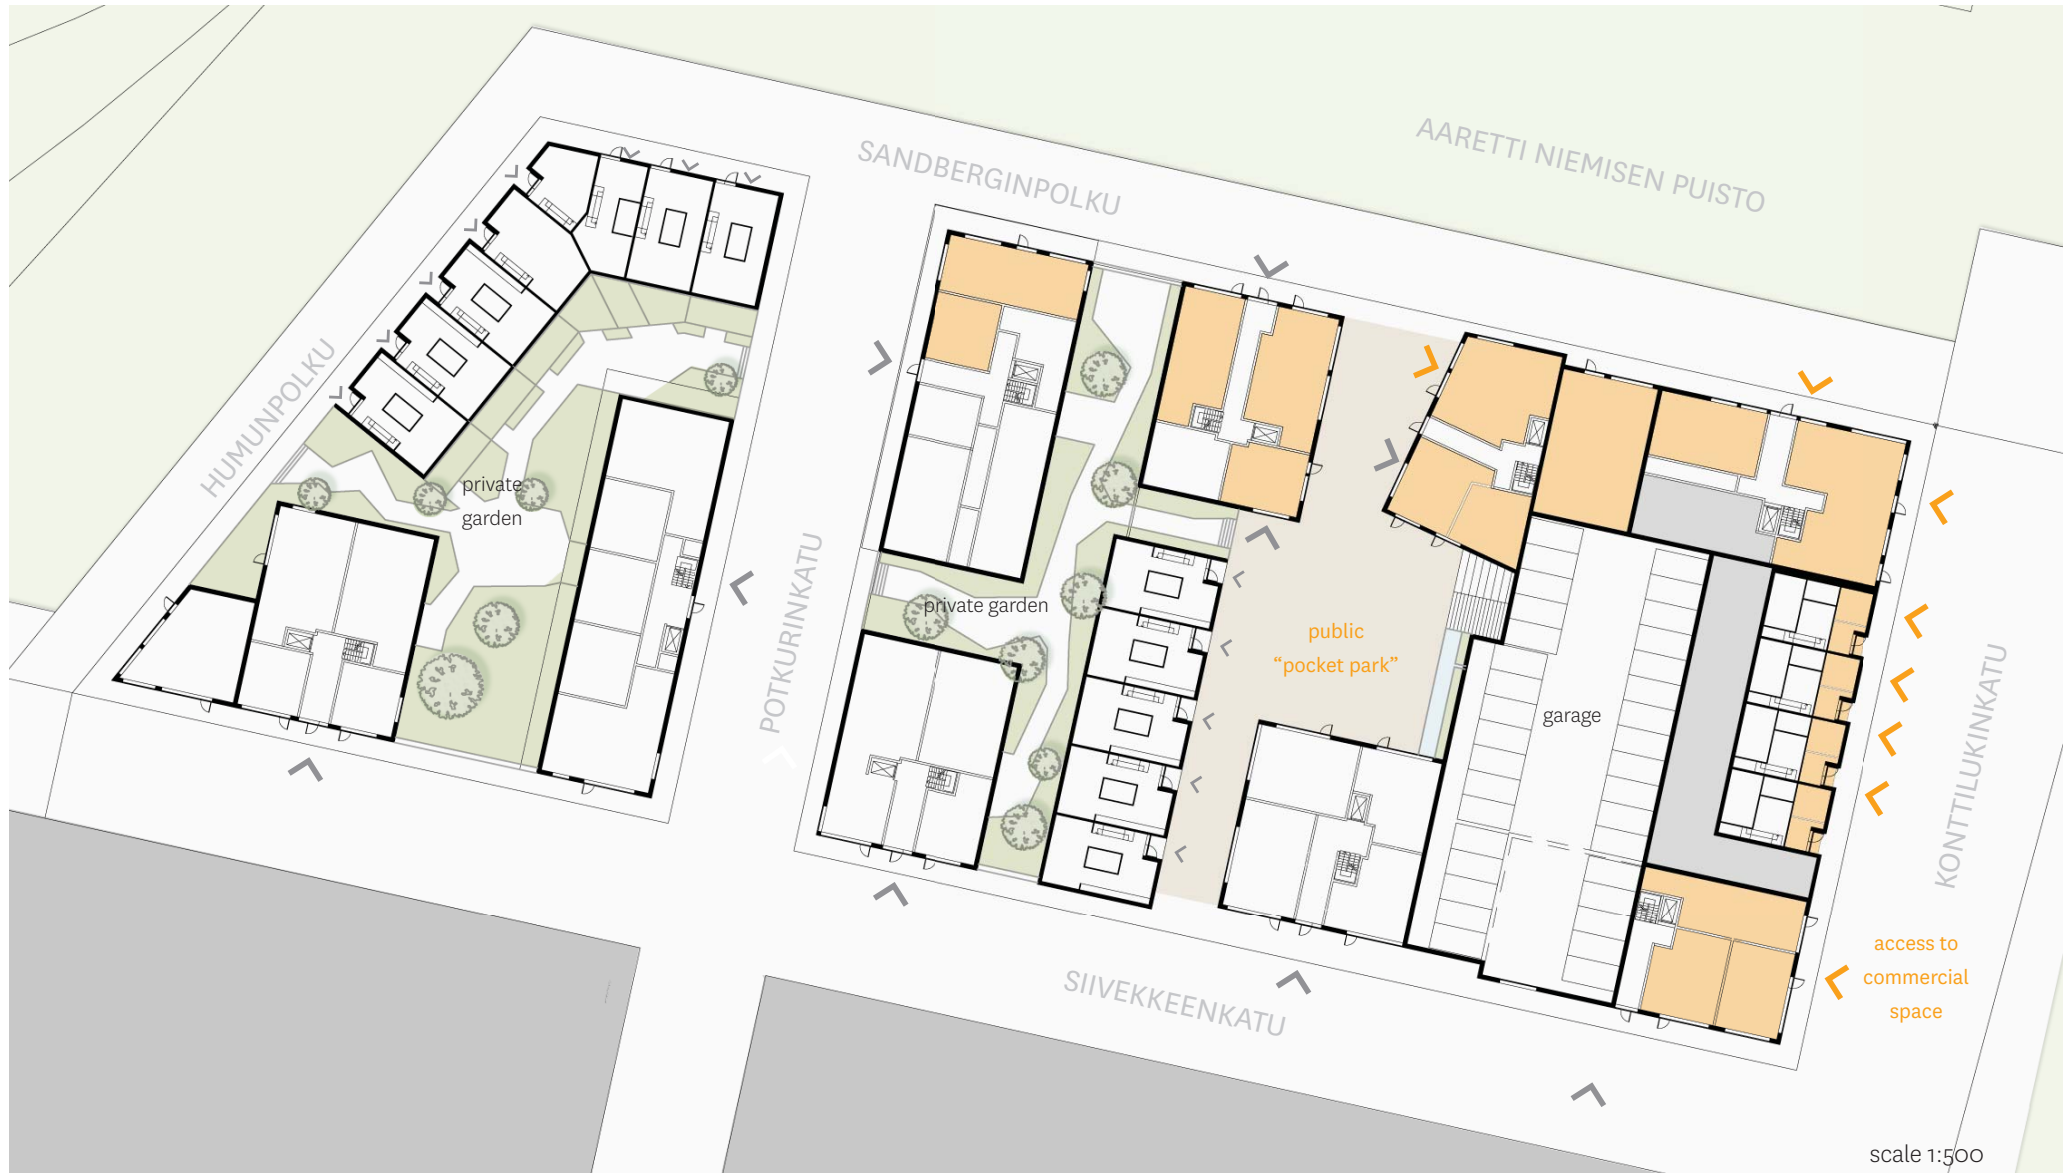 AARETTI NIEMISEN PUISTO
SANDBERGINPOLKU
HUMUNPOLKU
private
garden
POTKURINKATU
private garden
public
“pocket park”
garage
KONTTILUKINKATU
SIIVEKKEENKATU
access to
commercial
space
scale 1:500